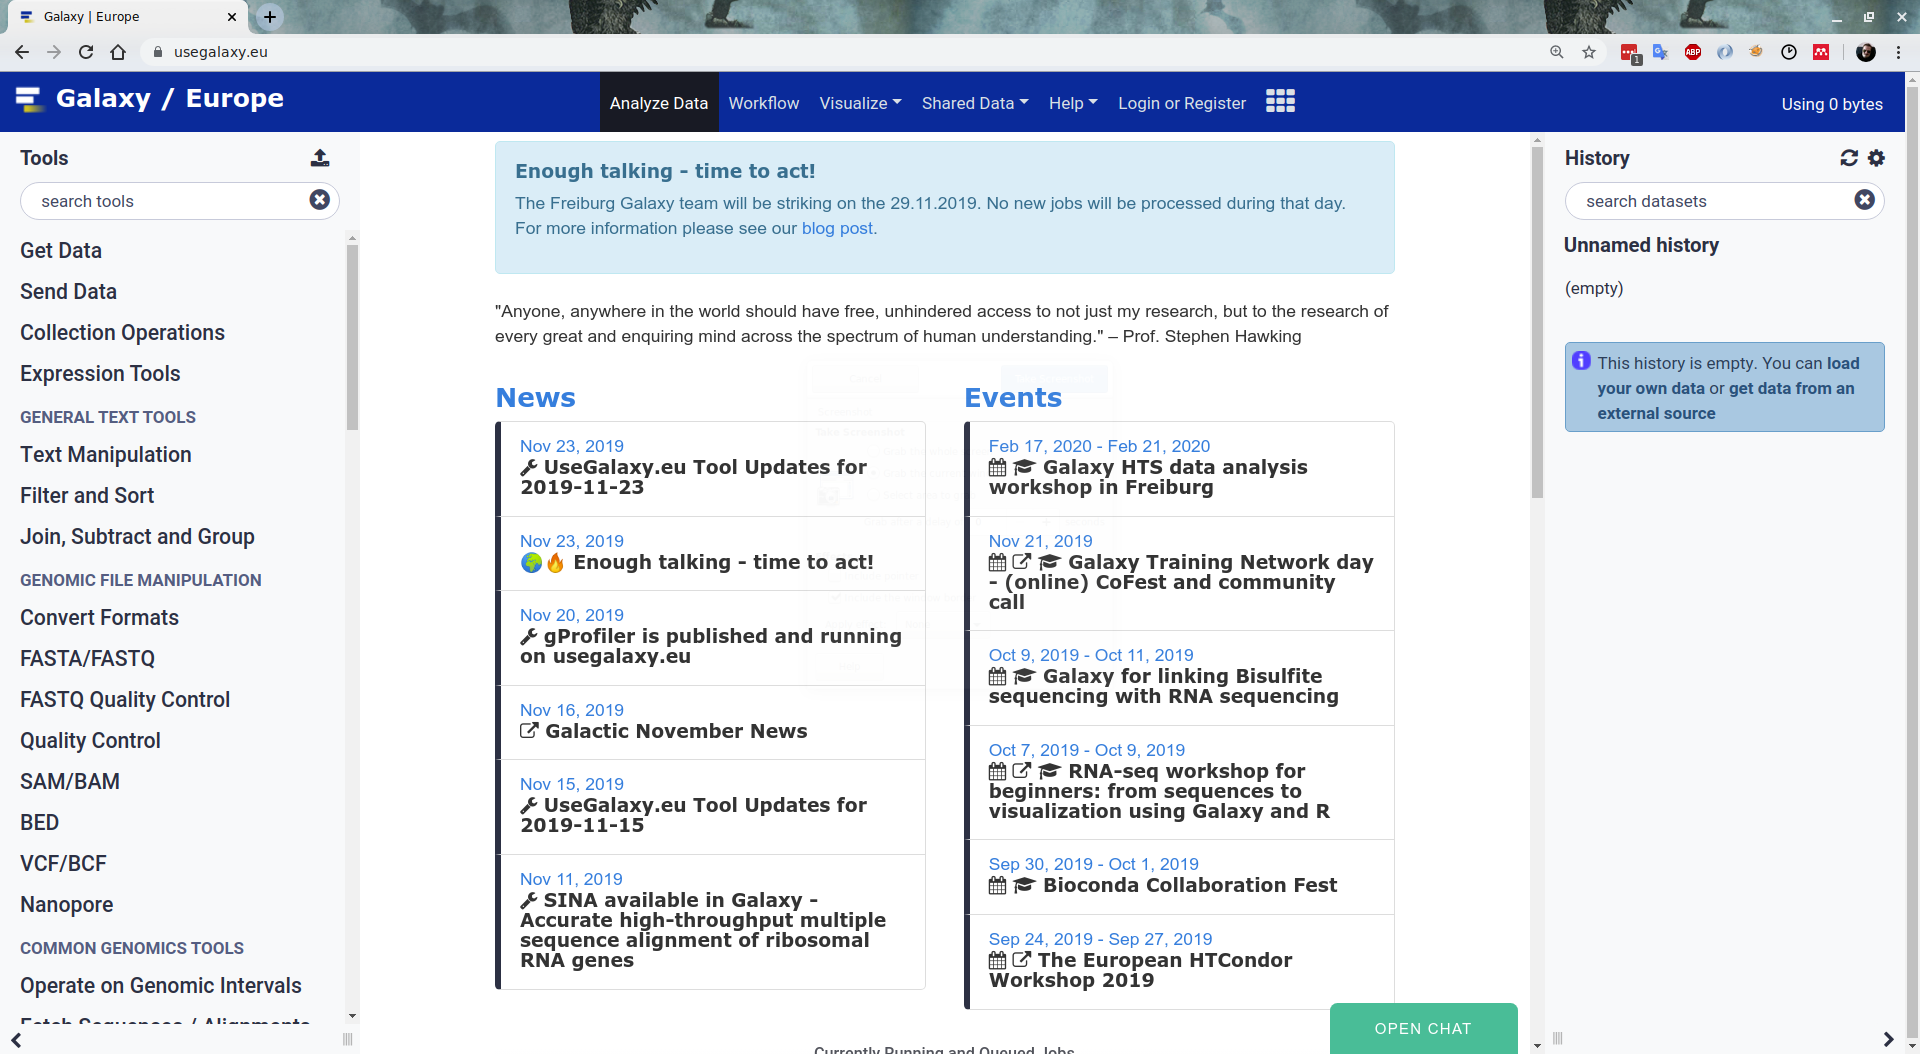 Galaxy | Europe
usegalaxy.eu
1
ABP
Galaxy / Europe
Analyze Data
Workflow
Visualize
Shared Data
Help
Login or Register
Using 0 bytes
Tools
search tools
Get Data
Send Data
Collection Operations
Expression Tools
GENERAL TEXT TOOLS
Text Manipulation
Filter and Sort
Join, Subtract and Group
GENOMIC FILE MANIPULATION
Convert Formats
FASTA/FASTQ
FASTQ Quality Control
Quality Control
SAM/BAM
BED
VCF/BCF
Nanopore
COMMON GENOMICS TOOLS
Operate on Genomic Intervals
Fetch Sequences / Alignments
Enough talking - time to act!
The Freiburg Galaxy team will be striking on the 29.11.2019. No new jobs will be processed during that day.
For more information please see our blog post.
"Anyone, anywhere in the world should have free, unhindered access to not just my research, but to the research of
every great and enquiring mind across the spectrum of human understanding." – Prof. Stephen Hawking
News
Nov 23, 2019
UseGalaxy.eu Tool Updates for
2019-11-23
Nov 23, 2019
Enough talking - time to act!
Nov 20, 2019
gProfiler is published and running
on usegalaxy.eu
Nov 16, 2019
Galactic November News
Nov 15, 2019
UseGalaxy.eu Tool Updates for
2019-11-15
Nov 11, 2019
SINA available in Galaxy -
Accurate high-throughput multiple
sequence alignment of ribosomal
RNA genes
Events
Feb 17, 2020 - Feb 21, 2020
Galaxy HTS data analysis
workshop in Freiburg
Nov 21, 2019
Galaxy Training Network day
- (online) CoFest and community
call
Oct 9, 2019 - Oct 11, 2019
Galaxy for linking Bisulfite
sequencing with RNA sequencing
Oct 7, 2019 - Oct 9, 2019
RNA-seq workshop for
beginners: from sequences to
visualization using Galaxy and R
Sep 30, 2019 - Oct 1, 2019
Bioconda Collaboration Fest
Sep 24, 2019 - Sep 27, 2019
The European HTCondor
Workshop 2019
Currently Running and Queued Jobs
OPEN CHAT
History
search datasets
Unnamed history
(empty)
This history is empty. You can load
your own data or get data from an
external source